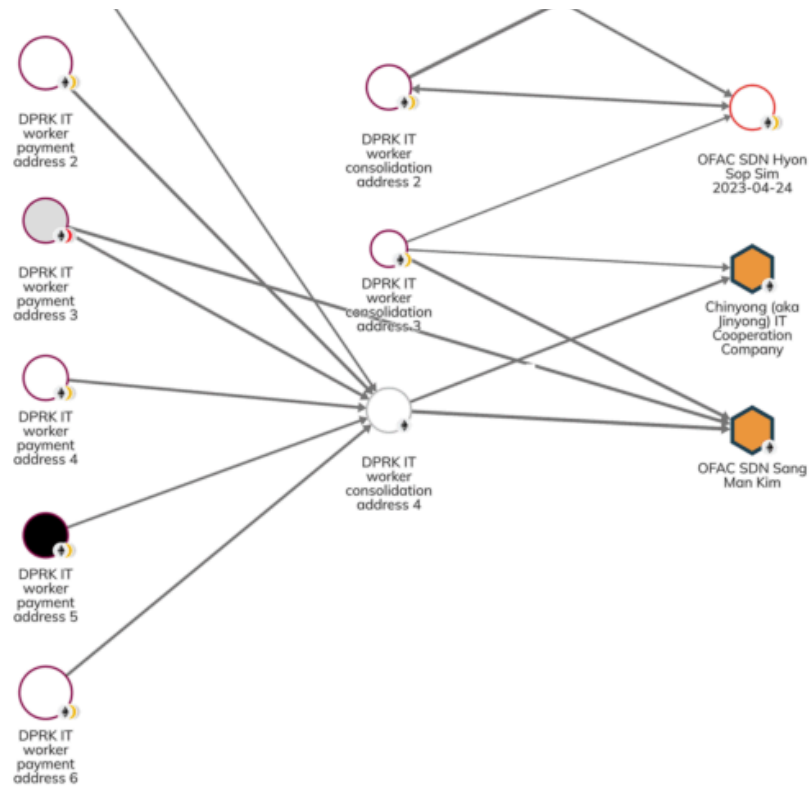 DPRK IT
worker
payment
address 2
DPRK IT
worker
payment
address 3
DPRK IT
worker
payment
address 4
DPRK IT
worker
payment
address 5
DPRK IT
worker
payment
address 6
DPRK IT
worker
consolidation
address 2
DPRK IT
worker
consolidation
address 3
DPRK IT
worker
consolidation
address 4
OFAC SDN Hyon
Sop Sim
2023-04-24
Chinyong (aka
Jinyong) IT
Cooperation
Company
OFAC SDN Sang
Man Kim